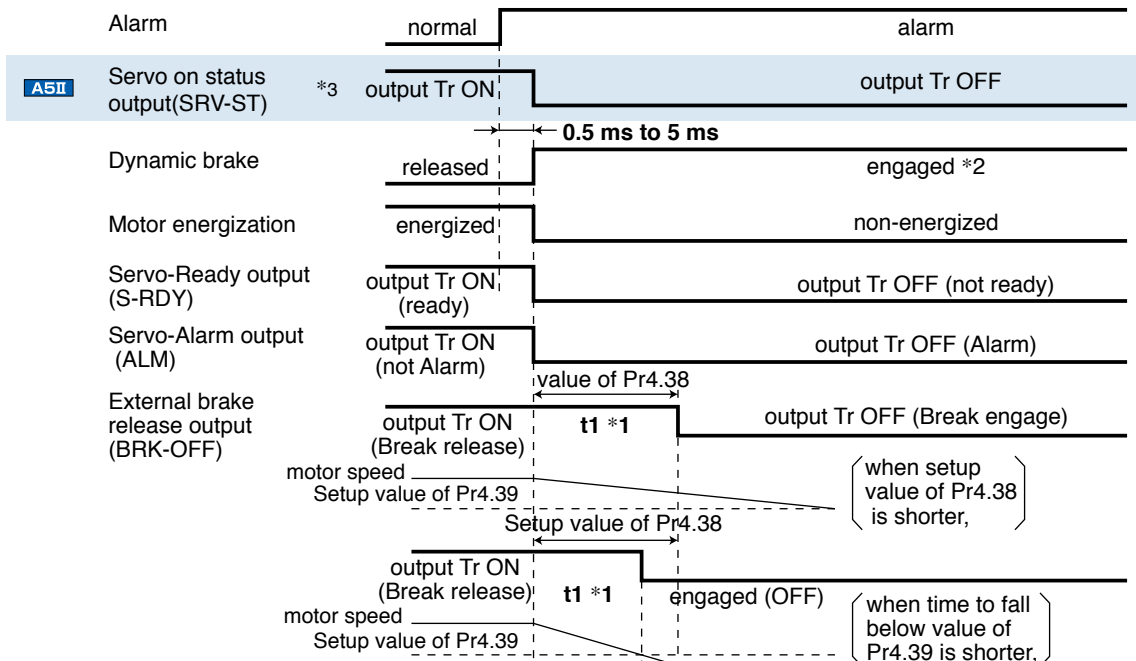 Alarm normal alarm
A5II
Servo on status
output(SRV-ST) *3 output Tr ON output Tr OFF
0.5 ms to 5 ms
Dynamic brake released engaged *2
Motor energization energized non-energized
Servo-Ready output
(S-RDY)
output Tr ON
(ready)
output Tr OFF (not ready)
Servo-Alarm output
(ALM)
output Tr ON
(not Alarm)
output Tr OFF (Alarm)
value of Pr4.38
External brake
release output
(BRK-OFF)
output Tr ON
(Break release)
t1 *1
output Tr OFF (Break engage)
motor speed
Setup value of Pr4.39
when setup
value of Pr4.38
is shorter,
Setup value of Pr4.38
output Tr ON
(Break release)
t1 *1
engaged (OFF)
motor speed
Setup value of Pr4.39
when time to fall
below value of
Pr4.39 is shorter,